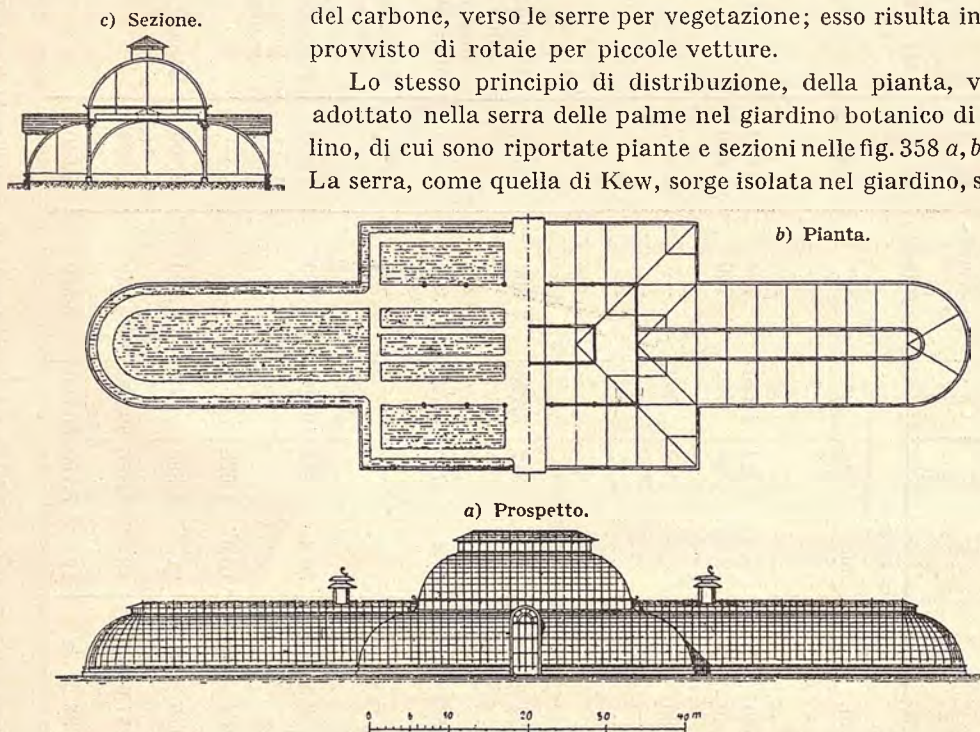 c) Sezione.
del carbone, verso le serre per vegetazione; esso risulta in
provvisto di rotaie per piccole vetture.
Lo stesso principio di distribuzione, della pianta, v
adottato nella serra delle palme nel giardino botanico di
lino, di cui sono riportate piante e sezioni nelle fig. 358 a, b
La serra, come quella di Kew, sorge isolata nel giardino, s
b) Pianta.
a) Prospetto.
0 5 10 20 30 40 m